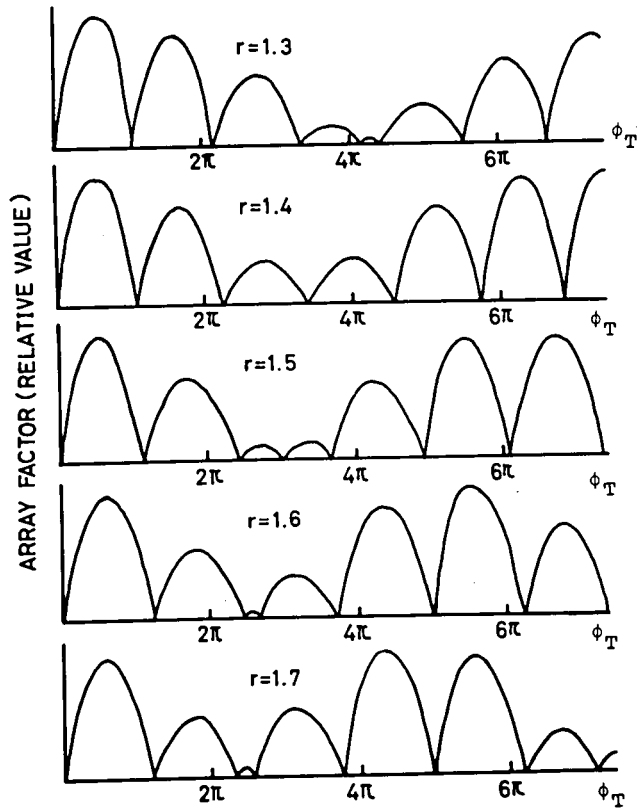 ARRAY FACTOR (RELATIVE VALUE)
r=1.3
2π 4π 6π ϕT
r=1.4
2π 4π 6π ϕT
r=1.5
2π 4π 6π ϕT
r=1.6
2π 4π 6π ϕT
r=1.7
2π 4π 6π ϕT